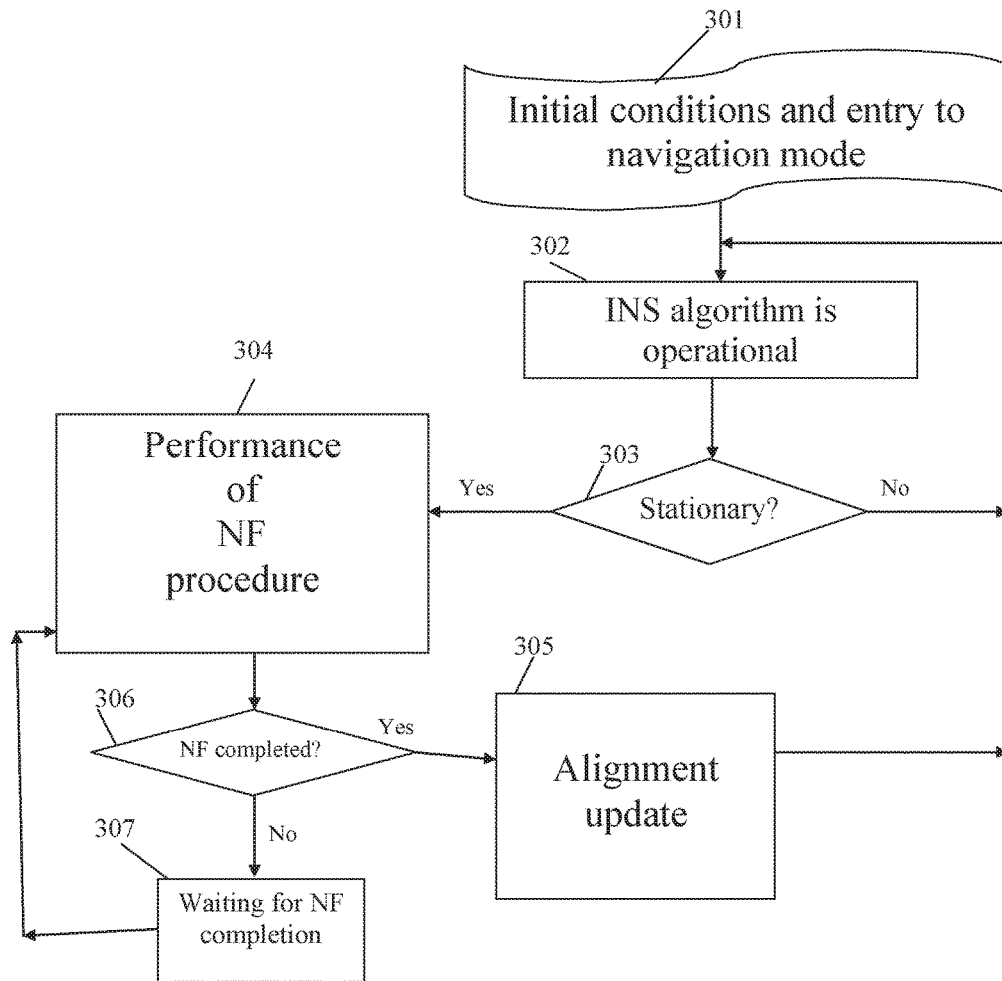 301
Initial conditions and entry to
navigation mode
302
INS algorithm is
operational
304
Performance
of
NF
procedure
303
Yes
Stationary?
No
306
NF completed?
Yes
305
Alignment
update
No
307
Waiting for NF
completion